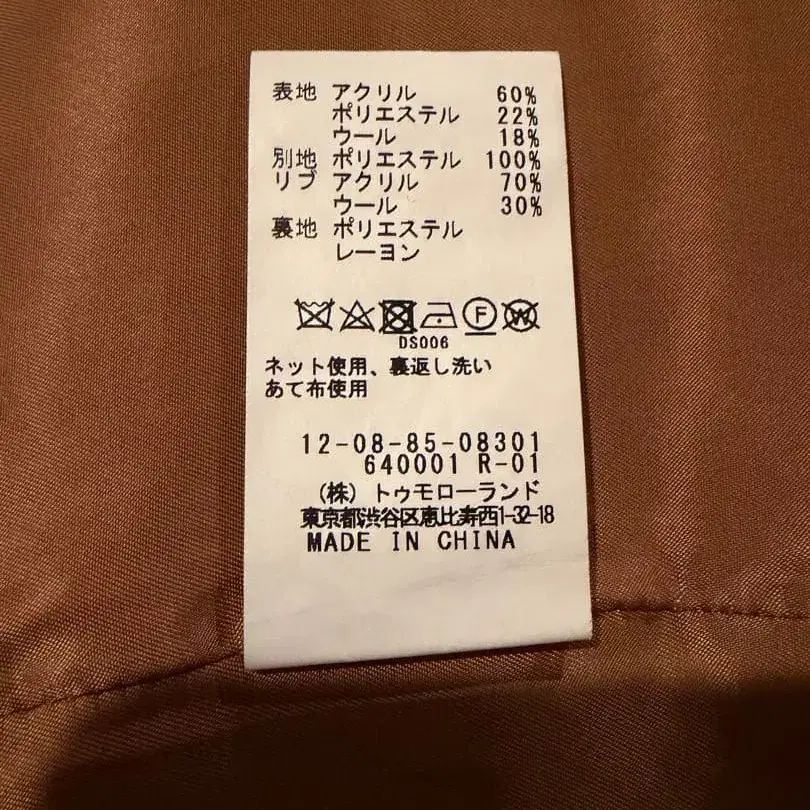 表地 アクリル 60%
ポリエステル 22%
ウール 18%
別地 ポリエステル 100%
リブ アクリル 70%
ウール 30%
裏地 ポリエステル
レーヨン
F W
DS006
ネット使用、裏返し洗い
あて布使用
12-08-85-08301
640001 R-01
(株) トゥモローランド
東京都渋谷区恵比寿西1-32-18
MADE IN CHINA